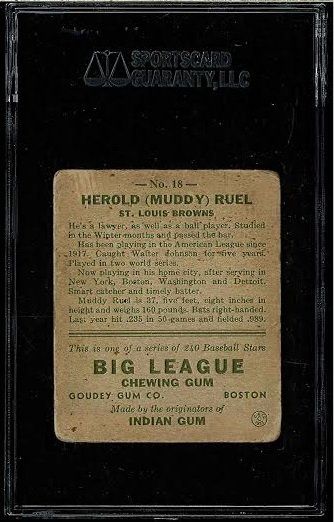 SPORTSCARD
GUARANTY, LLC
— No. 18 —
HEROLD (MUDDY) RUEL
ST. LOUIS BROWNS
He's a lawyer, as well as a ball player. Studied
in the Winter months and passed the bar.
Has been playing in the American League since
1917. Caught Walter Johnson for five years.
Played in two world series.
Now playing in his home city, after serving in
New York, Boston, Washington and Detroit.
Smart catcher and timely batter.
Muddy Ruel is 37, five feet, eight inches in
height and weighs 160 pounds. Bats right-handed.
Last year hit .235 in 50 games and fielded .989.
This is one of a series of 240 Baseball Stars
BIG LEAGUE
CHEWING GUM
GOUDEY GUM CO. BOSTON
Made by the originators of
INDIAN GUM